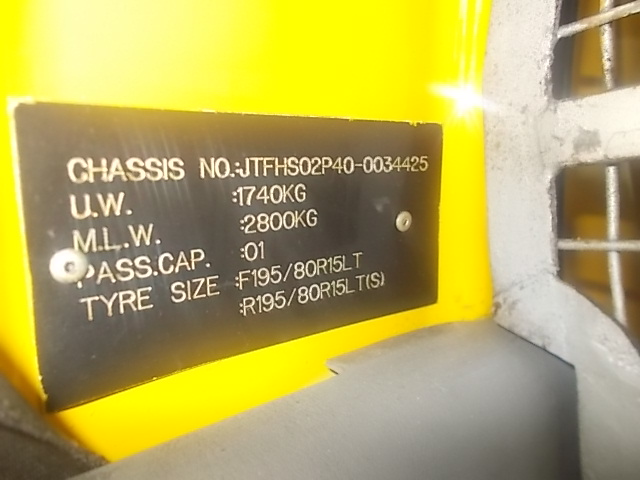 CHASSIS NO.:JTFHS02P40-0034425
U.W. :1740KG
M.L.W. :2800KG
PASS.CAP. :01
TYRE SIZE :F195/80R15LT
:R195/80R15LT(S)